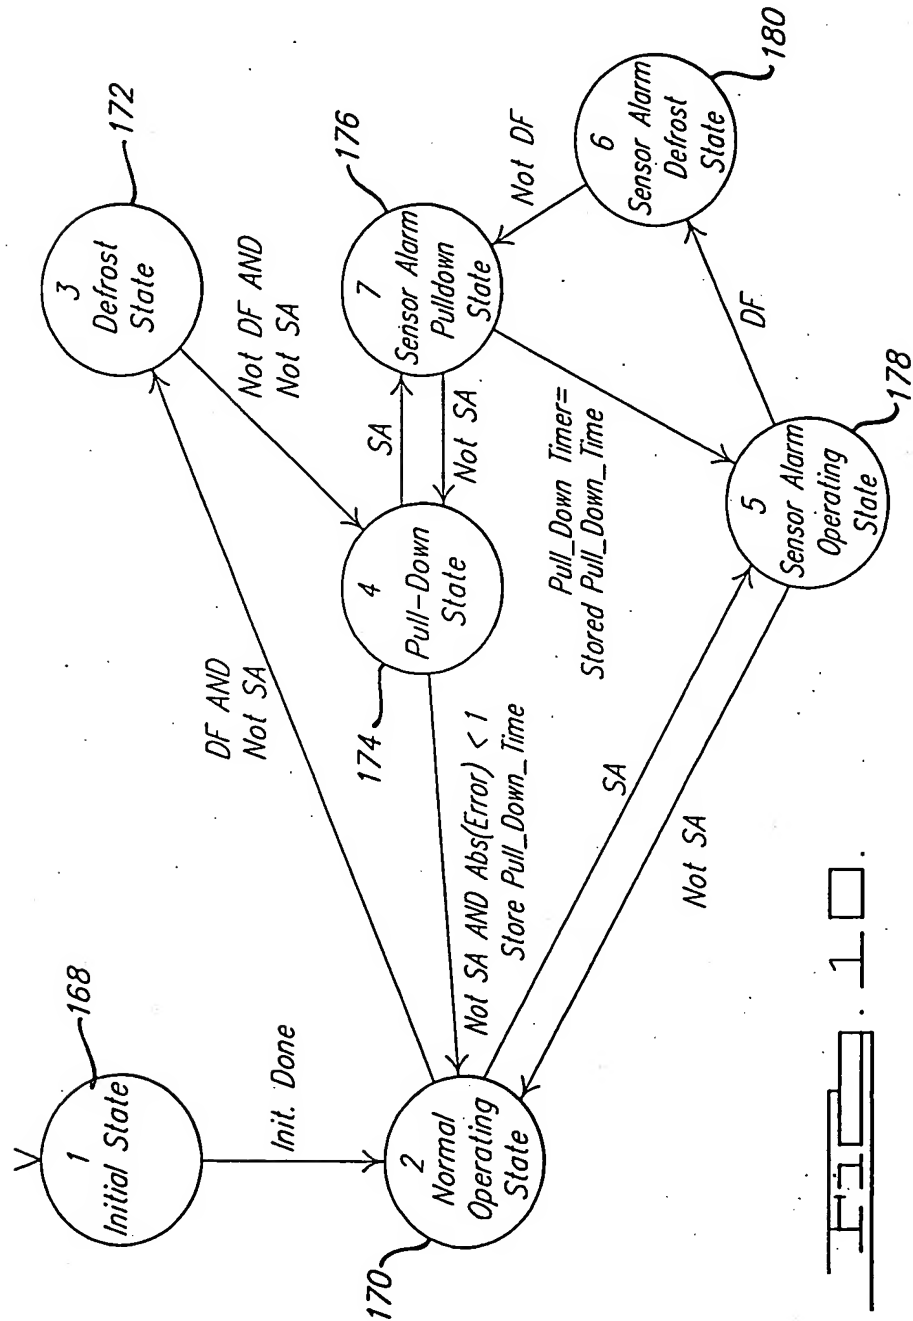 168
1
Initial State
Init. Done
170
2
Normal
Operating
State
172
3
Defrost
State
DF AND
Not SA
Not DF AND
Not SA
174
4
Pull-Down
State
Not SA AND Abs(Error) < 1
Store Pull_Down_Time
SA
Not SA
176
7
Sensor Alarm
Pulldown
State
Not DF
180
6
Sensor Alarm
Defrost
State
DF
Pull_Down Timer=
Stored Pull_Down_Time
178
5
Sensor Alarm
Operating
State
SA
Not SA
Fig. 10.